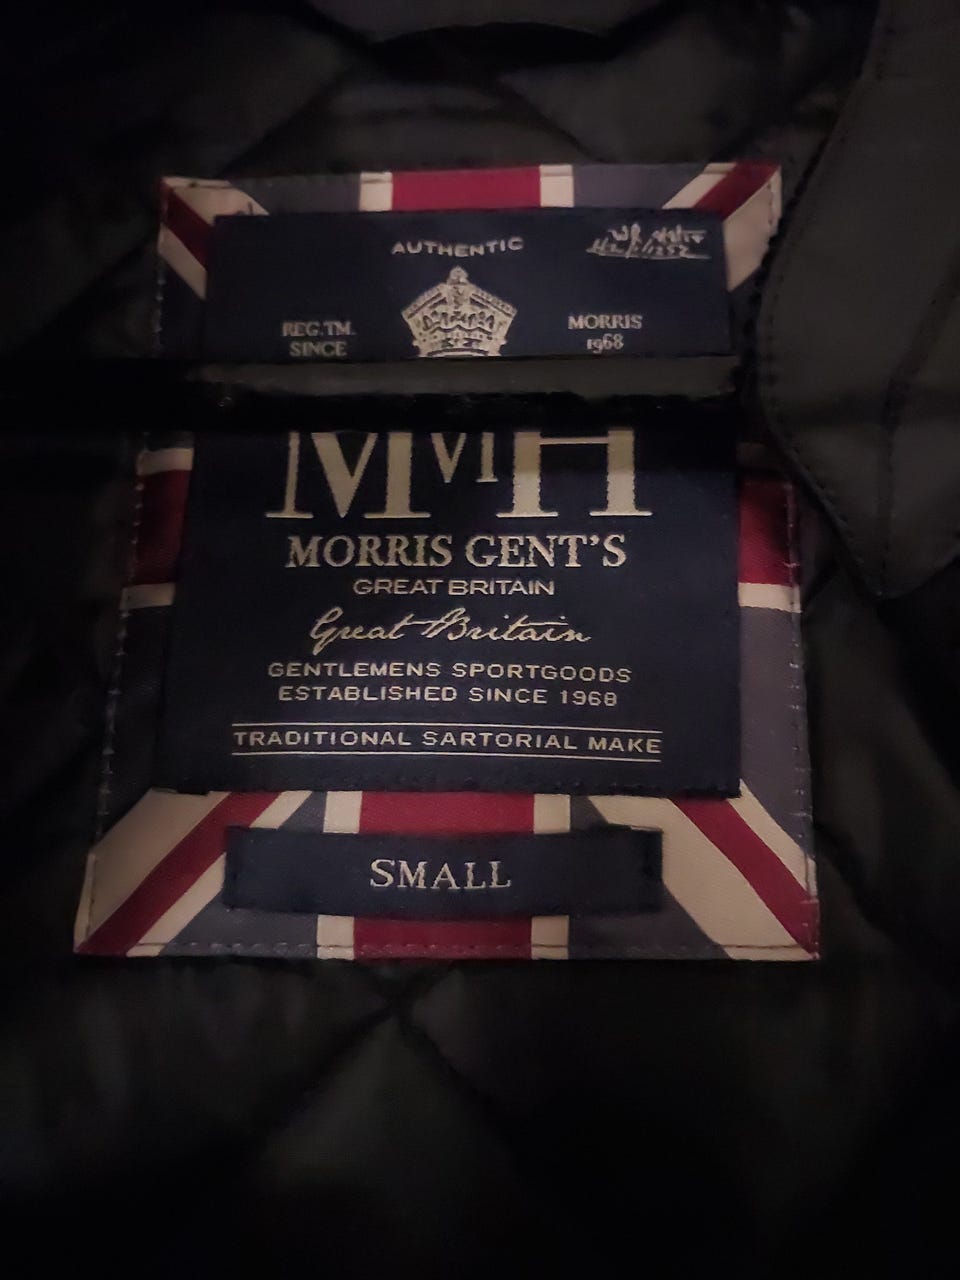 AUTHENTIC
REG.TM.
SINCE
MORRIS
1968
MMH
MORRIS GENT'S
GREAT BRITAIN
Great Britain
GENTLEMENS SPORTGOODS
ESTABLISHED SINCE 1968
TRADITIONAL SARTORIAL MAKE
SMALL